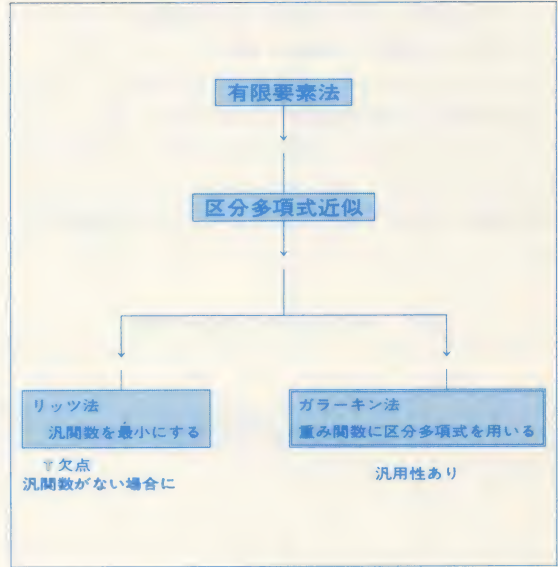 有限要素法
区分多項式近似
リッツ法
汎関数を最小にする
欠点
汎関数がない場合に
ガラーキン法
重み関数に区分多項式を用いる
汎用性あり